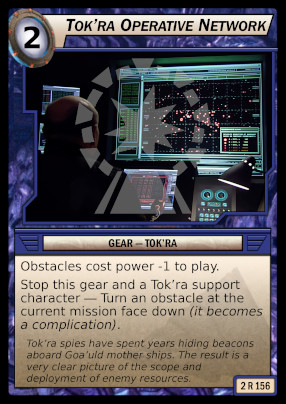 2
TOK'RA OPERATIVE NETWORK
GEAR – TOK'RA
Obstacles cost power -1 to play.
Stop this gear and a Tok'ra support
character — Turn an obstacle at the
current mission face down (it becomes
a complication).
Tok'ra spies have spent years hiding beacons
aboard Goa'uld mother ships. The result is a
very clear picture of the scope and
deployment of enemy resources.
2 R 156